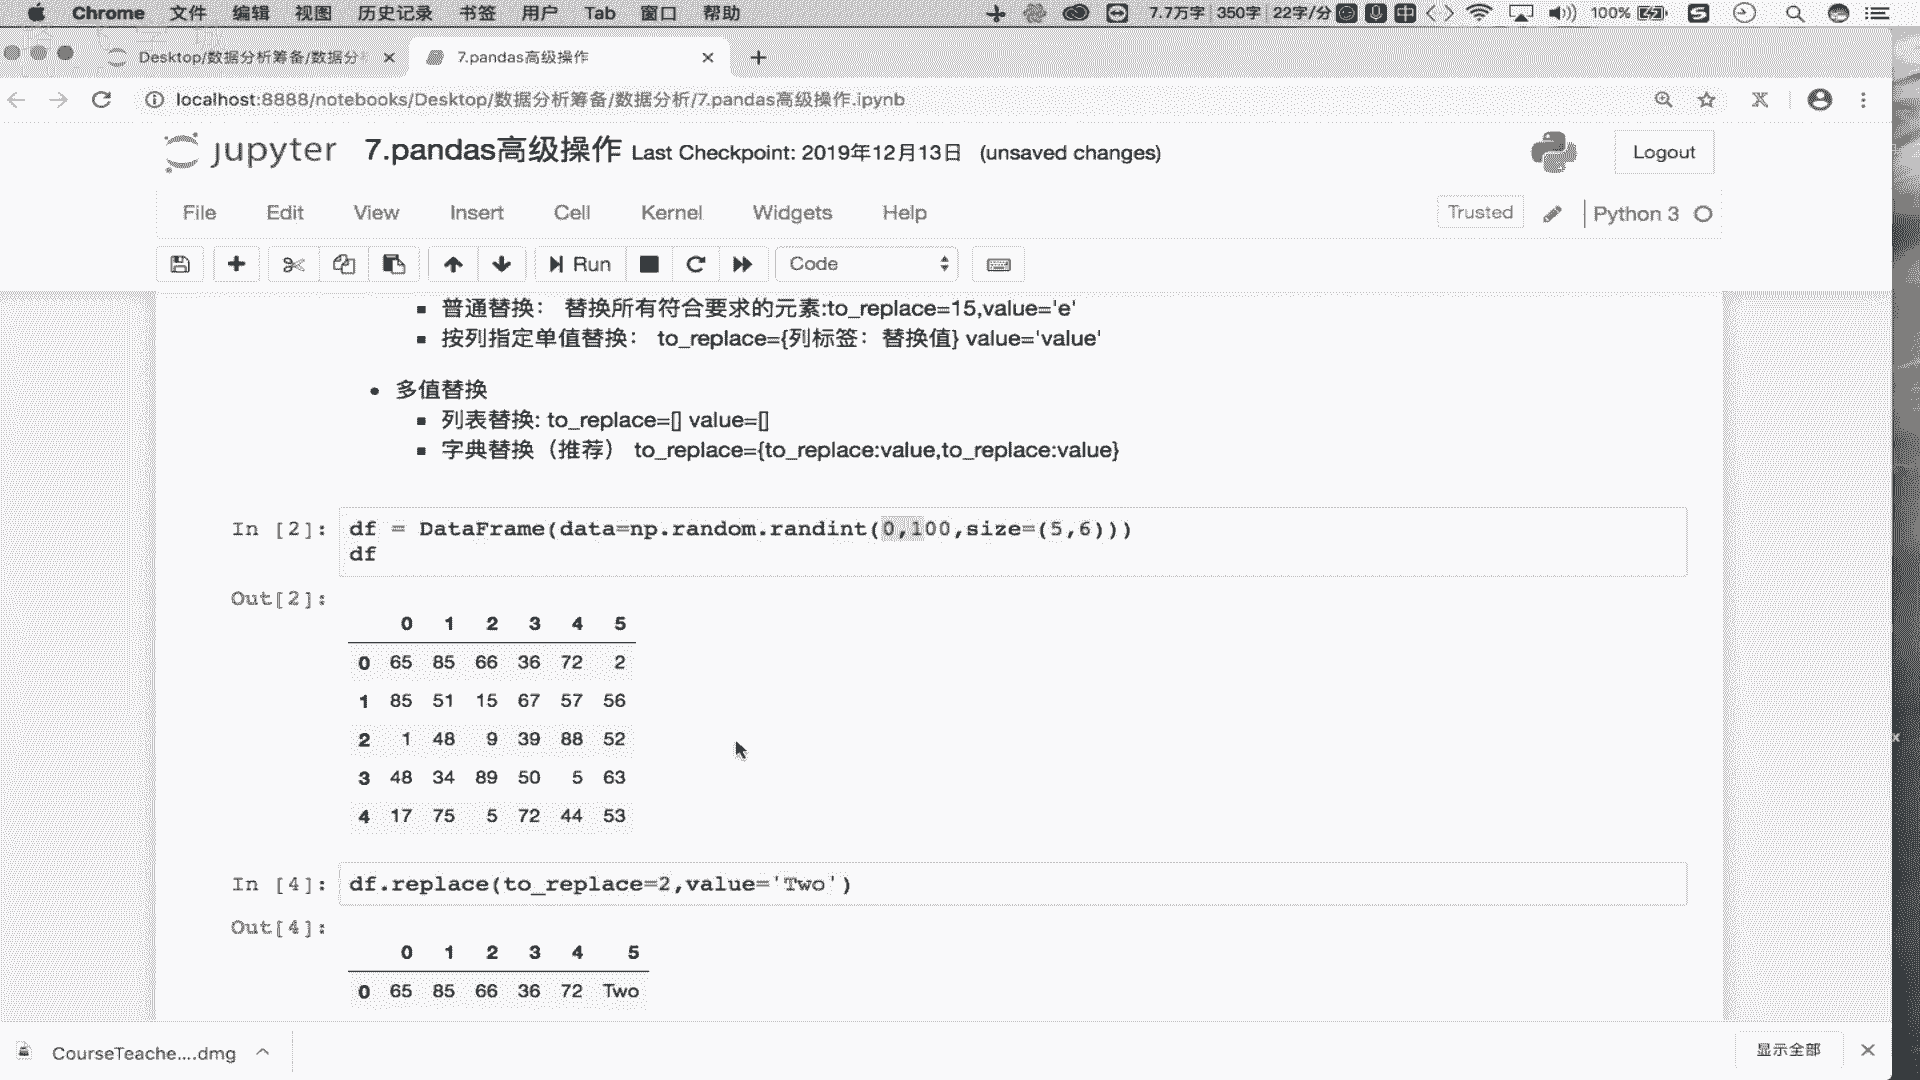 Chrome 文件 编辑 视图 历史记录 书签 用户 Tab 窗口 帮助 7.7万字 350字 22字/分 中 100%
Desktop/数据分析筹备/数据分 7.pandas高级操作
localhost:8888/notebooks/Desktop/数据分析筹备/数据分析/7.pandas高级操作.ipynb
jupyter 7.pandas高级操作 Last Checkpoint: 2019年12月13日 (unsaved changes) Logout
File Edit View Insert Cell Kernel Widgets Help Trusted Python 3
Run Code
普通替换： 替换所有符合要求的元素:to_replace=15,value='e'
按列指定单值替换： to_replace={列标签：替换值} value='value'
多值替换
列表替换: to_replace=[] value=[]
字典替换（推荐） to_replace={to_replace:value,to_replace:value}
In [2]: df = DataFrame(data=np.random.randint(0,100,size=(5,6)))
df
Out[2]:
0 1 2 3 4 5
0 65 85 66 36 72 2
1 85 51 15 67 57 56
2 1 48 9 39 88 52
3 48 34 89 50 5 63
4 17 75 5 72 44 53
In [4]: df.replace(to_replace=2,value='Two')
Out[4]:
0 1 2 3 4 5
0 65 85 66 36 72 Two
CourseTeache....dmg 显示全部